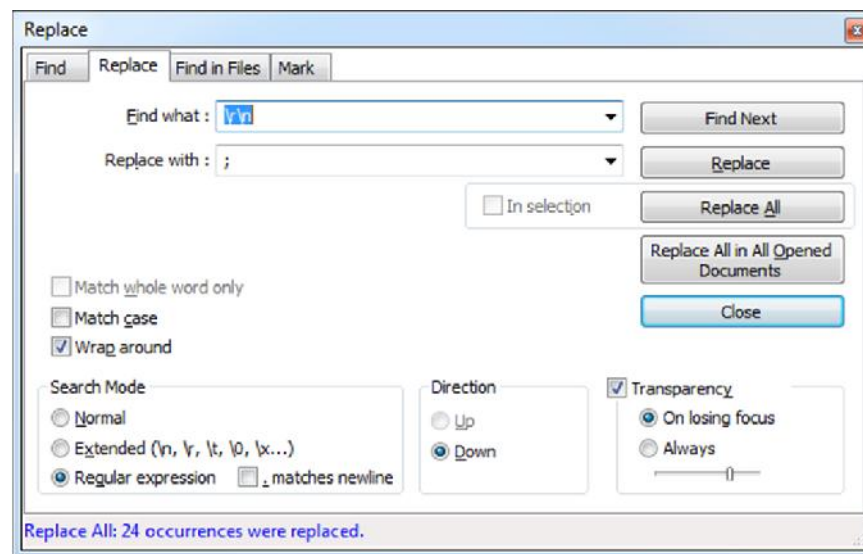 Replace
Find Replace Find in Files Mark
Find what : \r\n Find Next
Replace with : ; Replace
In selection Replace All
Replace All in All Opened
Documents
Match whole word only
Close
Match case
Wrap around
Search Mode Direction Transparency
Normal Up On losing focus
Extended (\n, \r, \t, \0, \x...) Down Always
Regular expression . matches newline
Replace All: 24 occurrences were replaced.